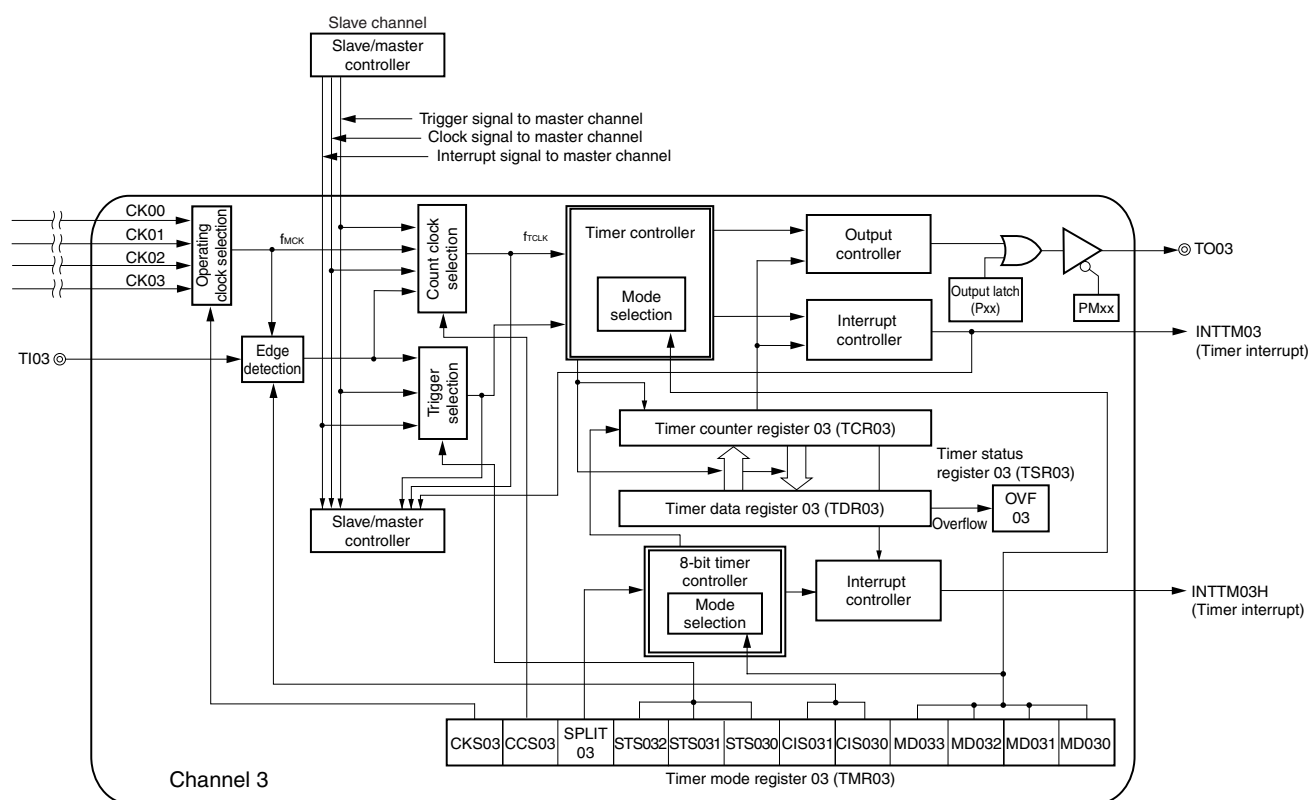 Slave channel
Slave/master
controller
Trigger signal to master channel
Clock signal to master channel
Interrupt signal to master channel
CK00
CK01
CK02
CK03
Operating
clock selection
fMCK
Count clock
selection
fTCLK
Timer controller
Mode
selection
Output
controller
Output latch
(Pxx)
PMxx
TO03
Interrupt
controller
INTTM03
(Timer interrupt)
TI03
Edge
detection
Trigger
selection
Timer counter register 03 (TCR03)
Timer status
register 03 (TSR03)
Slave/master
controller
Timer data register 03 (TDR03)
Overflow
OVF
03
8-bit timer
controller
Mode
selection
Interrupt
controller
INTTM03H
(Timer interrupt)
CKS03
CCS03
SPLIT
03
STS032
STS031
STS030
CIS031
CIS030
MD033
MD032
MD031
MD030
Channel 3
Timer mode register 03 (TMR03)